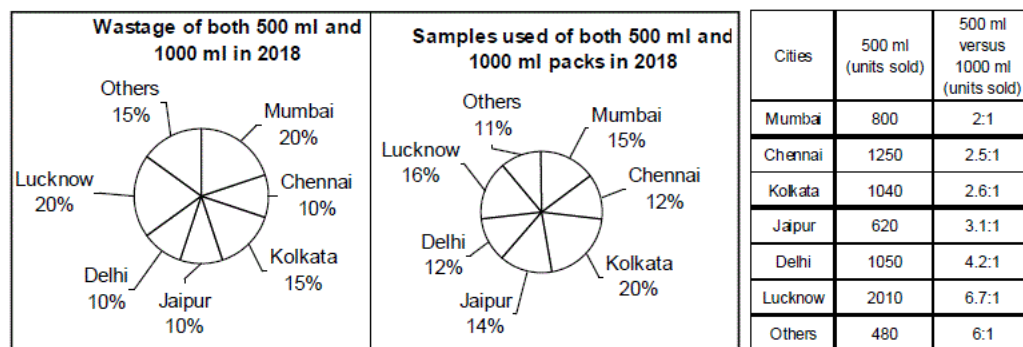 Wastage of both 500 ml and
1000 ml in 2018
Others
15%
Mumbai
20%
Lucknow
20%
Chennai
10%
Delhi
10%
Kolkata
15%
Jaipur
10%
Samples used of both 500 ml and
1000 ml packs in 2018
Others
11%
Mumbai
15%
Lucknow
16%
Chennai
12%
Delhi
12%
Kolkata
20%
Jaipur
14%
Cities
500 ml
(units sold)
500 ml
versus
1000 ml
(units sold)
Mumbai 800 2:1
Chennai 1250 2.5:1
Kolkata 1040 2.6:1
Jaipur 620 3.1:1
Delhi 1050 4.2:1
Lucknow 2010 6.7:1
Others 480 6:1